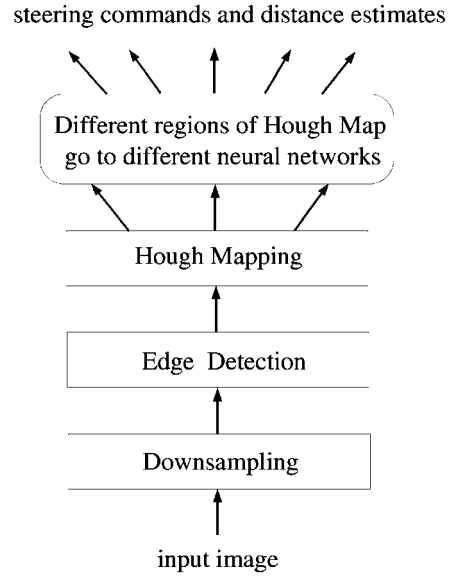 steering commands and distance estimates
Different regions of Hough Map
go to different neural networks
Hough Mapping
Edge Detection
Downsampling
input image